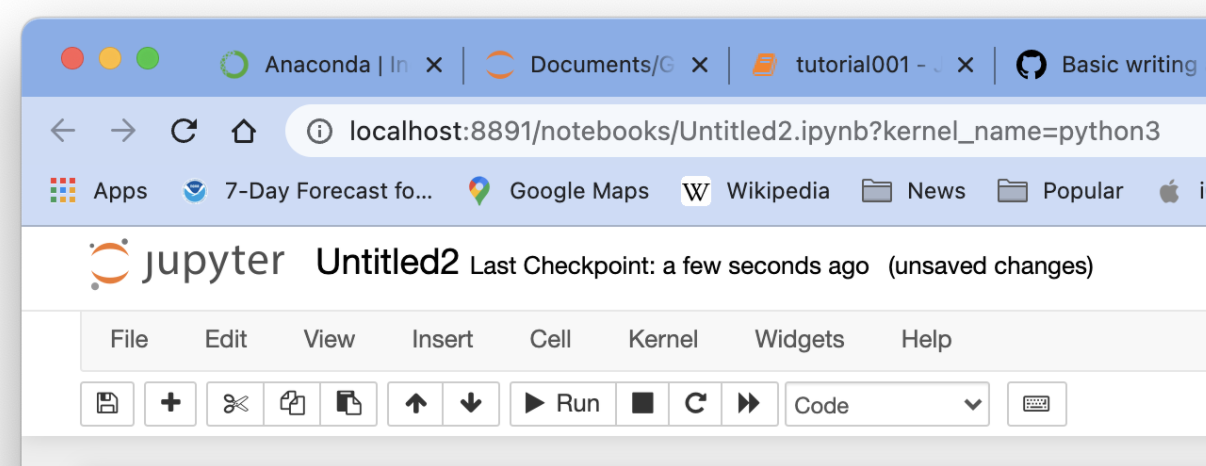 Anaconda | In Documents/G tutorial001 - J Basic writing
localhost:8891/notebooks/Untitled2.ipynb?kernel_name=python3
Apps 7-Day Forecast fo... Google Maps W Wikipedia News Popular i
jupyter Untitled2 Last Checkpoint: a few seconds ago (unsaved changes)
File Edit View Insert Cell Kernel Widgets Help
Run Code